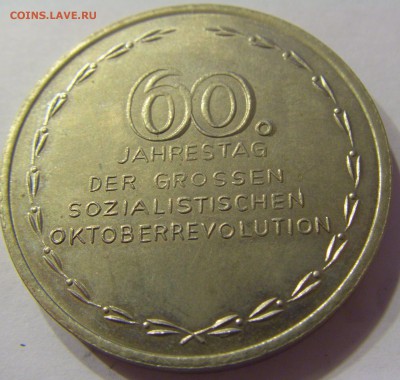 COINS.LAVE.RU
60.
JAHRESTAG
DER GROSSEN
SOZIALISTISCHEN
OKTOBERREVOLUTION